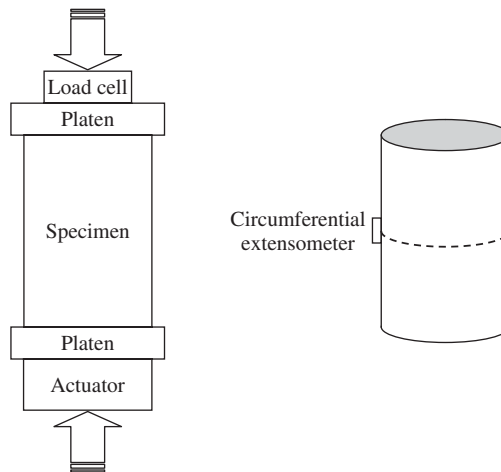 Load cell
Platen
Specimen
Platen
Actuator
Circumferential
extensometer